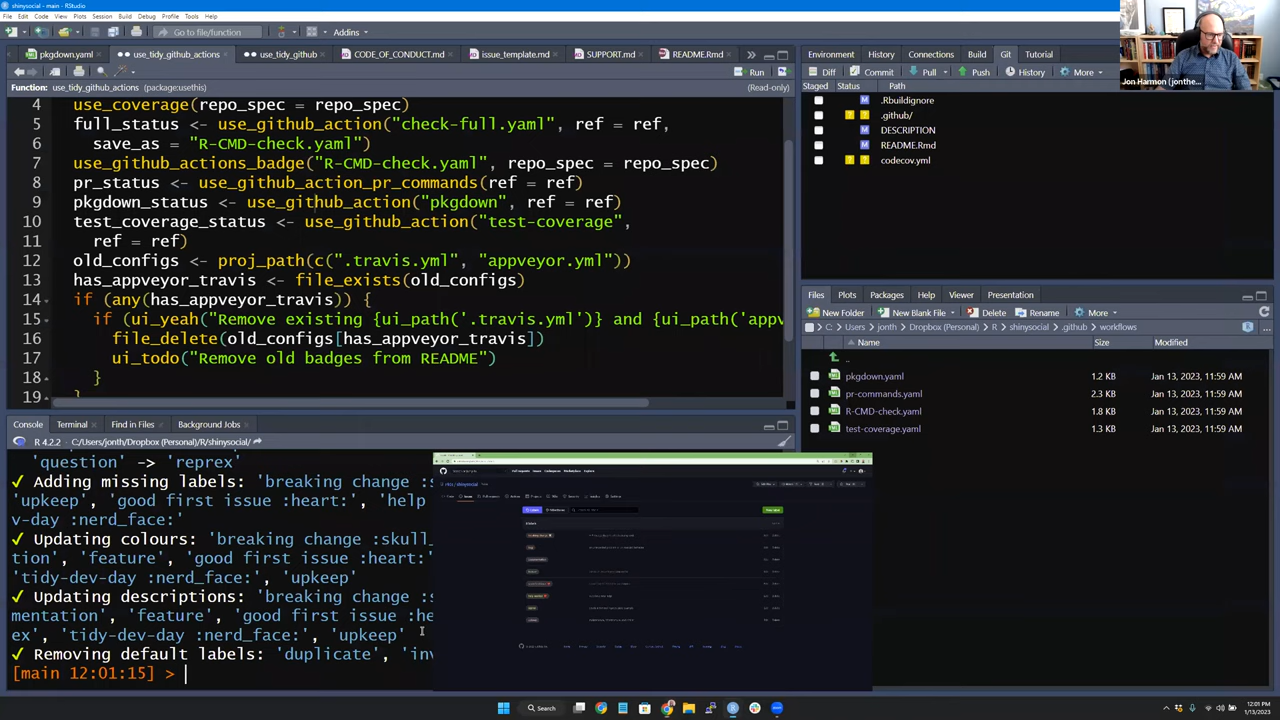 shinysocial - main - RStudio
File Edit Code View Plots Session Build Debug Profile Tools Help
Go to file/function
Addins
pkgdown.yaml
use_tidy_github_actions
use_tidy_github
CODE_OF_CONDUCT.md
issue_template.md
SUPPORT.md
README.Rmd
Run
Function: use_tidy_github_actions (package:usethis)
(Read-only)
4 use_coverage(repo_spec = repo_spec)
5 full_status <- use_github_action("check-full.yaml", ref = ref,
6 save_as = "R-CMD-check.yaml")
7 use_github_actions_badge("R-CMD-check.yaml", repo_spec = repo_spec)
8 pr_status <- use_github_action_pr_commands(ref = ref)
9 pkgdown_status <- use_github_action("pkgdown", ref = ref)
10 test_coverage_status <- use_github_action("test-coverage",
11 ref = ref)
12 old_configs <- proj_path(c(".travis.yml", "appveyor.yml"))
13 has_appveyor_travis <- file_exists(old_configs)
14 if (any(has_appveyor_travis)) {
15 if (ui_yeah("Remove existing {ui_path('.travis.yml')} and {ui_path('appv
16 file_delete(old_configs[has_appveyor_travis])
17 ui_todo("Remove old badges from README")
18 }
19 }
Console Terminal Find in Files Background Jobs
R 4.2.2 · C:/Users/jonth/Dropbox (Personal)/R/shinysocial/
'question' -> 'reprex'
✔ Adding missing labels: 'breaking change :s
'upkeep', 'good first issue :heart:', 'help
v-day :nerd_face:'
✔ Updating colours: 'breaking change :skull_
tion', 'feature', 'good first issue :heart:'
'tidy-dev-day :nerd_face:', 'upkeep'
✔ Updating descriptions: 'breaking change :s
mentation', 'feature', 'good first issue :he
ex', 'tidy-dev-day :nerd_face:', 'upkeep'
✔ Removing default labels: 'duplicate', 'inv
[main 12:01:15] >
Environment History Connections Build Git Tutorial
Diff Commit Pull Push History More
Staged Status Path
M .Rbuildignore
? ? .github/
M DESCRIPTION
M README.Rmd
? ? codecov.yml
Files Plots Packages Help Viewer Presentation
New Folder New Blank File Delete Rename More
C: Users jonth Dropbox (Personal) R shinysocial .github workflows
Name Size Modified
..
pkgdown.yaml 1.2 KB Jan 13, 2023, 11:59 AM
pr-commands.yaml 2.3 KB Jan 13, 2023, 11:59 AM
R-CMD-check.yaml 1.8 KB Jan 13, 2023, 11:59 AM
test-coverage.yaml 1.3 KB Jan 13, 2023, 11:59 AM
Jon Harmon (jonthe...
Search
12:01 PM
1/13/2023